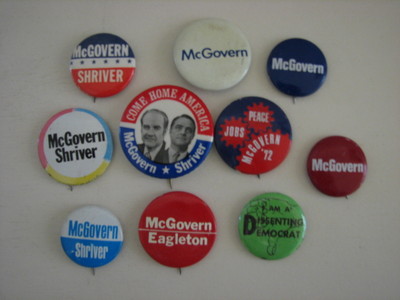 McGOVERN
SHRIVER
McGovern
McGovern
McGovern
Shriver
COME HOME AMERICA
McGovern ★ Shriver
PEACE
JOBS
McGOVERN '72
McGovern
McGovern
Shriver
McGovern
Eagleton
I AM A
DISSENTING
DEMOCRAT